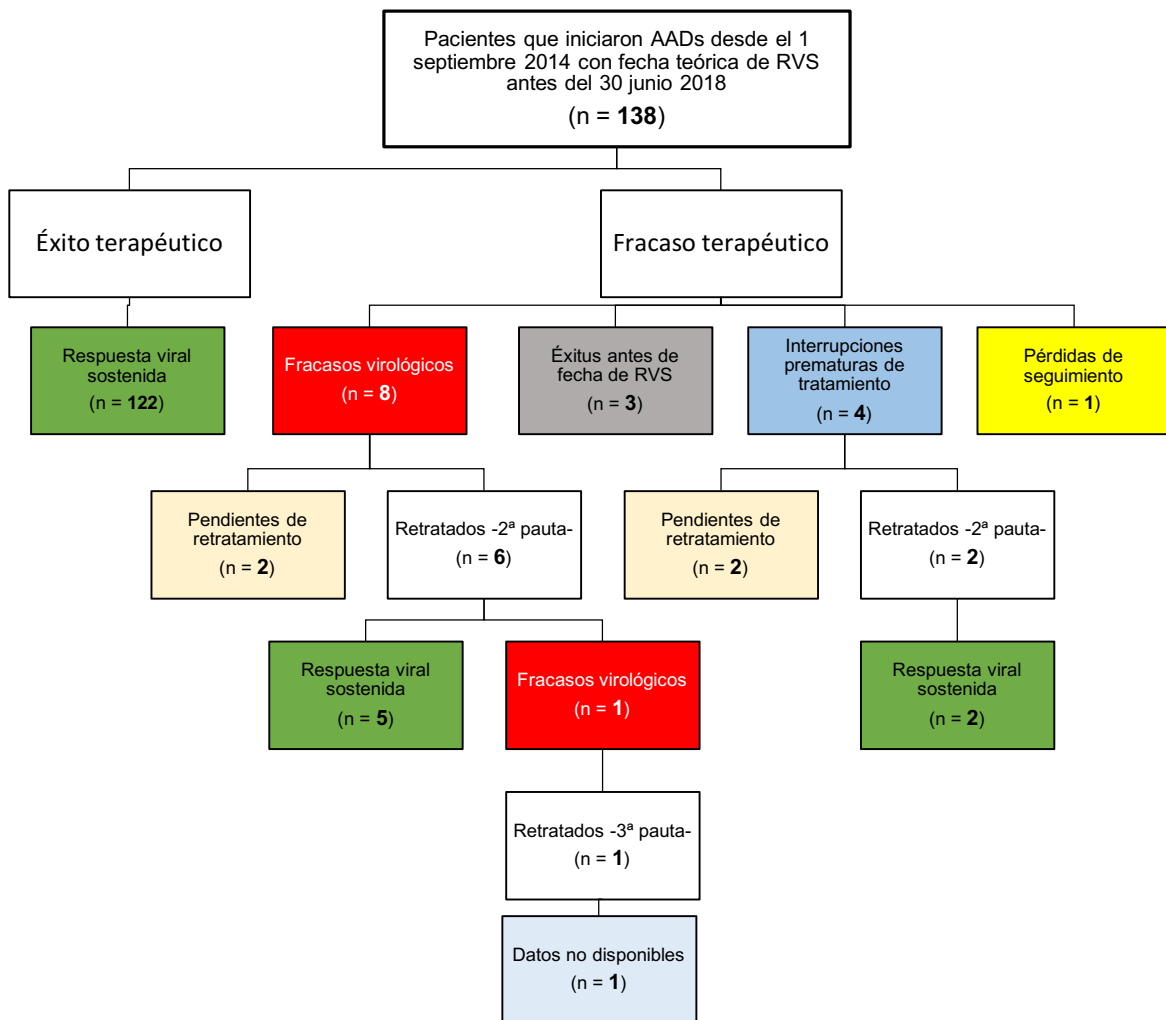 Pacientes que iniciaron AADs desde el 1
septiembre 2014 con fecha teórica de RVS
antes del 30 junio 2018
(n = 138)
Éxito terapéutico
Fracaso terapéutico
Respuesta viral
sostenida
(n = 122)
Fracasos virológicos
(n = 8)
Éxitus antes de
fecha de RVS
(n = 3)
Interrupciones
prematuras de
tratamiento
(n = 4)
Pérdidas de
seguimiento
(n = 1)
Pendientes de
retratamiento
(n = 2)
Retratados -2ª pauta-
(n = 6)
Pendientes de
retratamiento
(n = 2)
Retratados -2ª pauta-
(n = 2)
Respuesta viral
sostenida
(n = 5)
Fracasos virológicos
(n = 1)
Respuesta viral
sostenida
(n = 2)
Retratados -3ª pauta-
(n = 1)
Datos no disponibles
(n = 1)